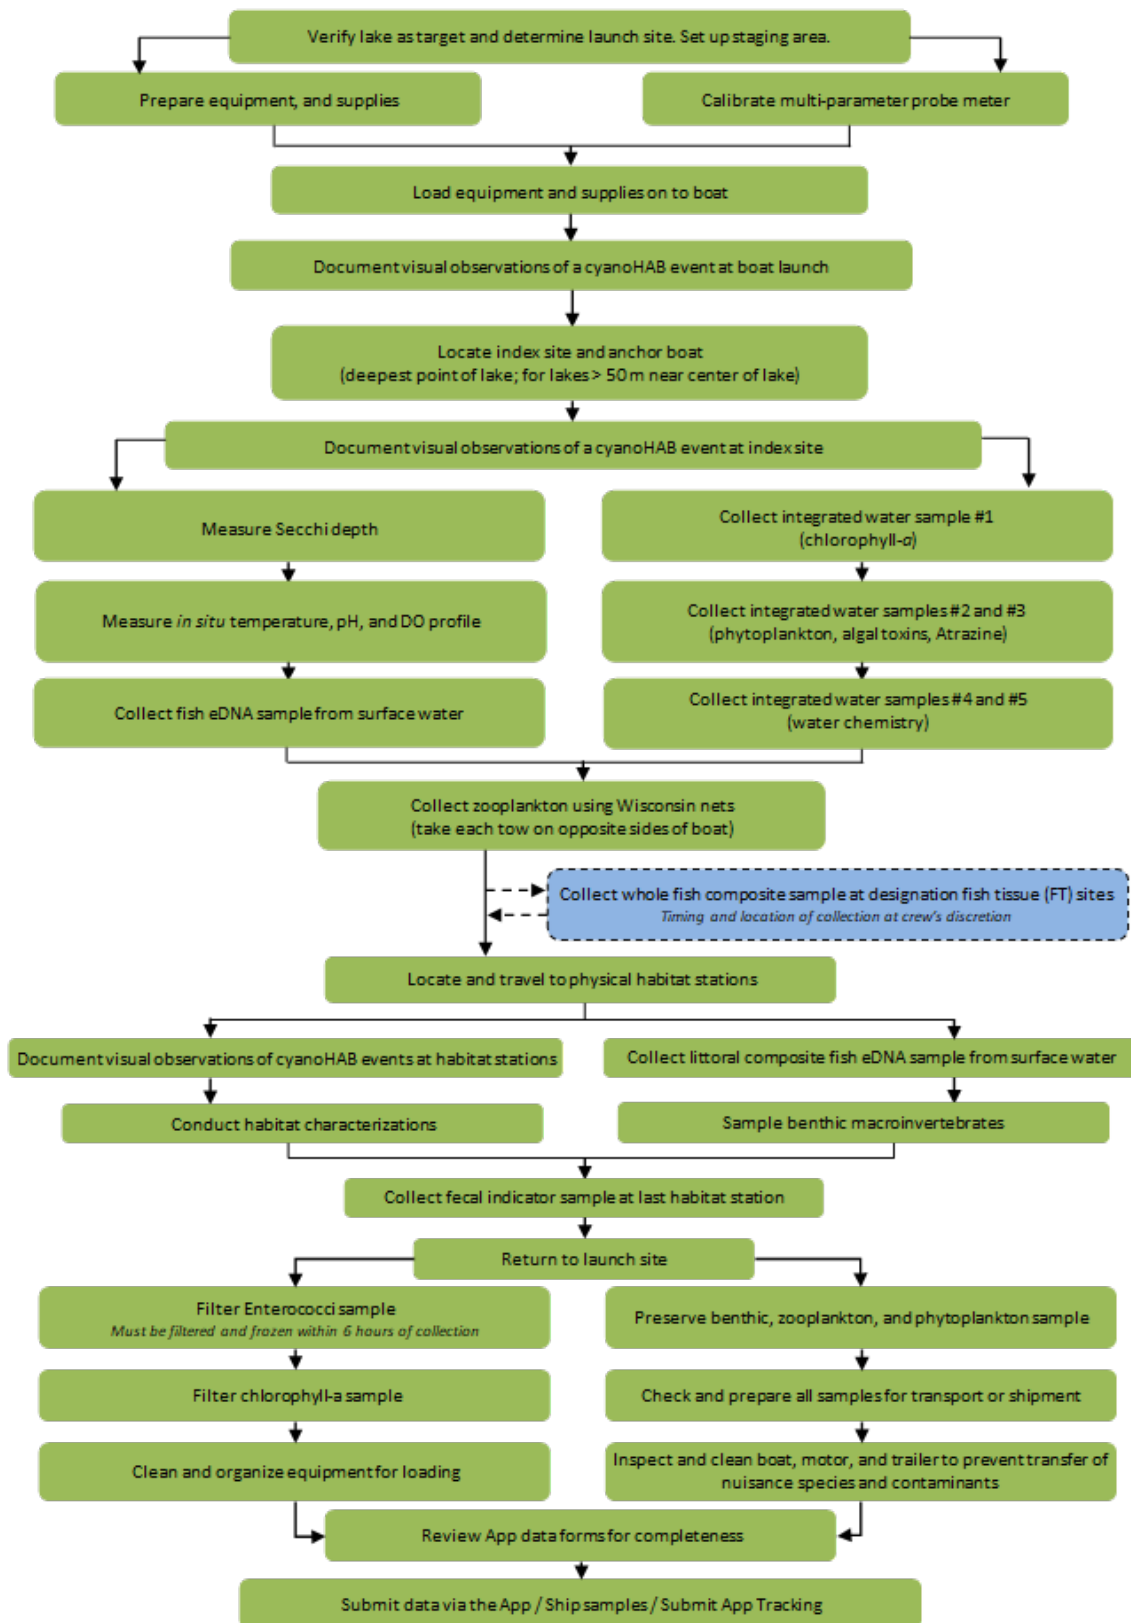 Verify lake as target and determine launch site. Set up staging area.
Prepare equipment, and supplies
Calibrate multi-parameter probe meter
Load equipment and supplies on to boat
Document visual observations of a cyanoHAB event at boat launch
Locate index site and anchor boat
(deepest point of lake; for lakes > 50 m near center of lake)
Document visual observations of a cyanoHAB event at index site
Measure Secchi depth
Collect integrated water sample #1
(chlorophyll-a)
Measure in situ temperature, pH, and DO profile
Collect integrated water samples #2 and #3
(phytoplankton, algal toxins, Atrazine)
Collect fish eDNA sample from surface water
Collect integrated water samples #4 and #5
(water chemistry)
Collect zooplankton using Wisconsin nets
(take each tow on opposite sides of boat)
Collect whole fish composite sample at designation fish tissue (FT) sites
Timing and location of collection at crew's discretion
Locate and travel to physical habitat stations
Document visual observations of cyanoHAB events at habitat stations
Collect littoral composite fish eDNA sample from surface water
Conduct habitat characterizations
Sample benthic macroinvertebrates
Collect fecal indicator sample at last habitat station
Return to launch site
Filter Enterococci sample
Must be filtered and frozen within 6 hours of collection
Preserve benthic, zooplankton, and phytoplankton sample
Filter chlorophyll-a sample
Check and prepare all samples for transport or shipment
Clean and organize equipment for loading
Inspect and clean boat, motor, and trailer to prevent transfer of
nuisance species and contaminants
Review App data forms for completeness
Submit data via the App / Ship samples / Submit App Tracking